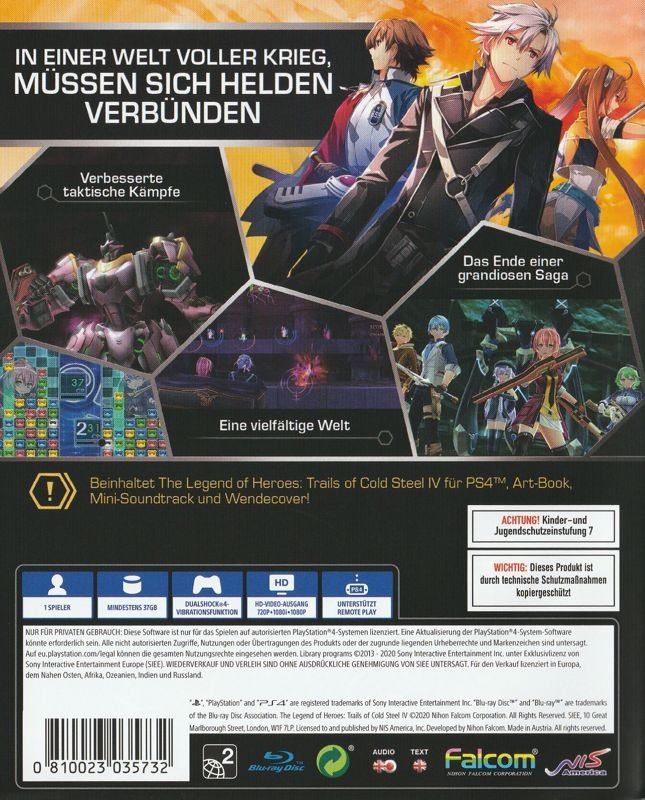 IN EINER WELT VOLLER KRIEG,
MÜSSEN SICH HELDEN
VERBÜNDEN
Verbesserte
taktische Kämpfe
Das Ende einer
grandiosen Saga
37
231
Eine vielfältige Welt
Beinhaltet The Legend of Heroes: Trails of Cold Steel IV für PS4™, Art-Book,
Mini-Soundtrack und Wendecover!
ACHTUNG! Kinder-und
Jugendschutzeinstufung 7
WICHTIG: Dieses Produkt ist
durch technische Schutzmaßnahmen
kopiergeschützt
1 SPIELER
MINDESTENS 37GB
DUALSHOCK®4-
VIBRATIONSFUNKTION
HD
HD-VIDEO-AUSGANG
720p•1080i•1080P
PS4
UNTERSTÜTZT
REMOTE PLAY
NUR FÜR PRIVATEN GEBRAUCH: Diese Software ist nur für das Spielen auf autorisierten PlayStation®4-Systemen lizenziert. Eine Aktualisierung der PlayStation®4-System-Software
könnte erforderlich sein. Alle nicht autorisierten Zugriffe, Nutzungen oder Übertragungen des Produkts oder der zugrunde liegenden Urheberrechte und Markenzeichen sind untersagt.
Auf eu.playstation.com/legal können die gesamten Nutzungsrechte eingesehen werden. Library programs ©2013 - 2020 Sony Interactive Entertainment Inc. unter Exklusivlizenz von
Sony Interactive Entertainment Europe (SIEE). WIEDERVERKAUF UND VERLEIH SIND OHNE AUSDRÜCKLICHE GENEHMIGUNG VON SIEE UNTERSAGT. Für den Verkauf lizenziert in Europa,
dem Nahen Osten, Afrika, Ozeanien, Indien und Russland.
", "PlayStation" and "PS4" are registered trademarks of Sony Interactive Entertainment Inc. "Blu-ray Disc™" and "Blu-ray™" are trademarks
of the Blu-ray Disc Association. The Legend of Heroes: Trails of Cold Steel IV ©2020 Nihon Falcom Corporation. All Rights Reserved. SIEE, 10 Great
Marlborough Street, London, W1F 7LP. Licensed to and published by NIS America, Inc. Developed by Nihon Falcom. Made in Austria. All rights reserved.
0 810023 035732
2
Blu-ray Disc
AUDIO
TEXT
Falcom
NIHON FALCOM CORPORATION
NIS
America